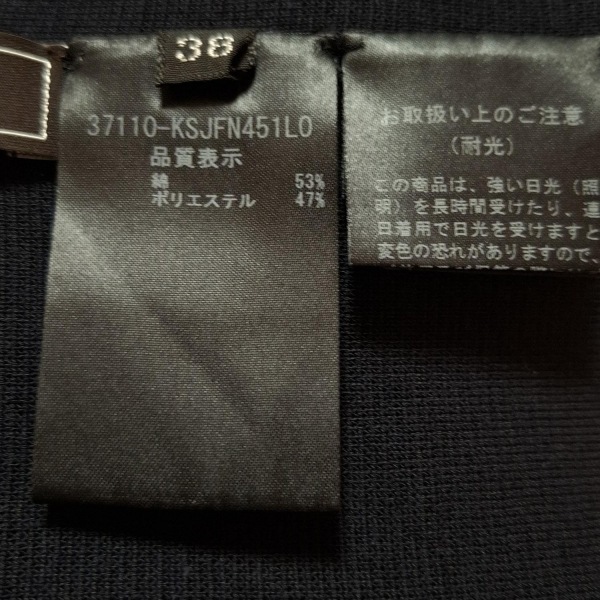 38
37110-KSJFN451L0
品質表示
綿 53%
ポリエステル 47%
お取扱い上のご注意
(耐光)
この商品は、強い日光(照
明)を長時間受けたり、連
日着用で日光を受けますと
変色の恐れがありますので、